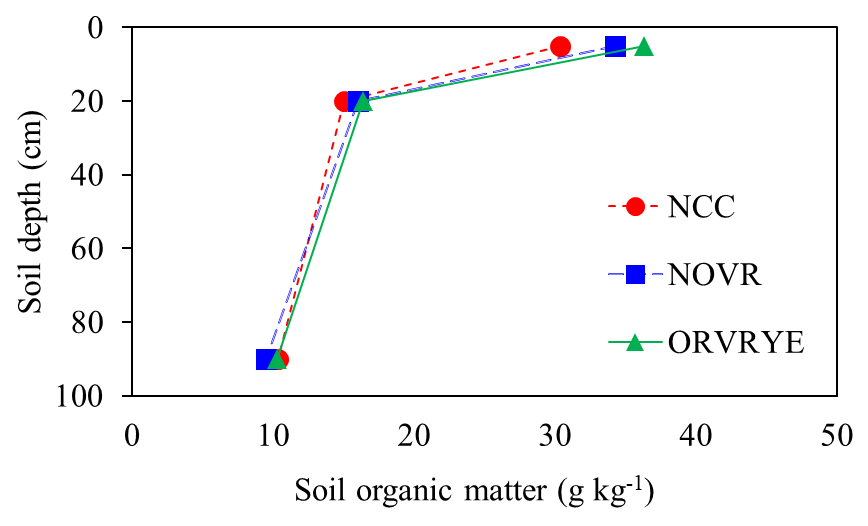 0
20
40
60
80
100
Soil depth (cm)
NCC
NOVR
ORVRYE
0 10 20 30 40 50
Soil organic matter (g kg⁻¹)